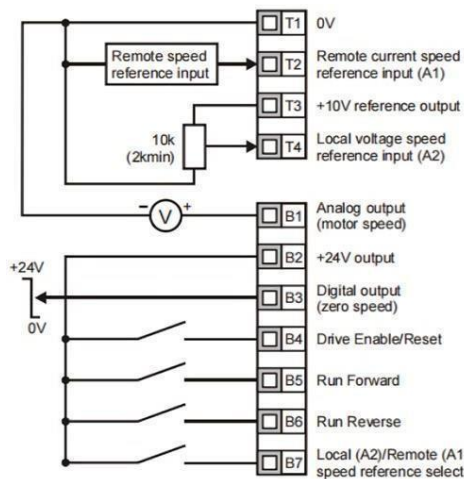 T1 0V
Remote speed
reference input
T2 Remote current speed
reference input (A1)
T3 +10V reference output
10k
(2kmin)
T4 Local voltage speed
reference input (A2)
− V +
B1 Analog output
(motor speed)
B2 +24V output
+24V
0V
B3 Digital output
(zero speed)
B4 Drive Enable/Reset
B5 Run Forward
B6 Run Reverse
B7 Local (A2)/Remote (A1
speed reference select